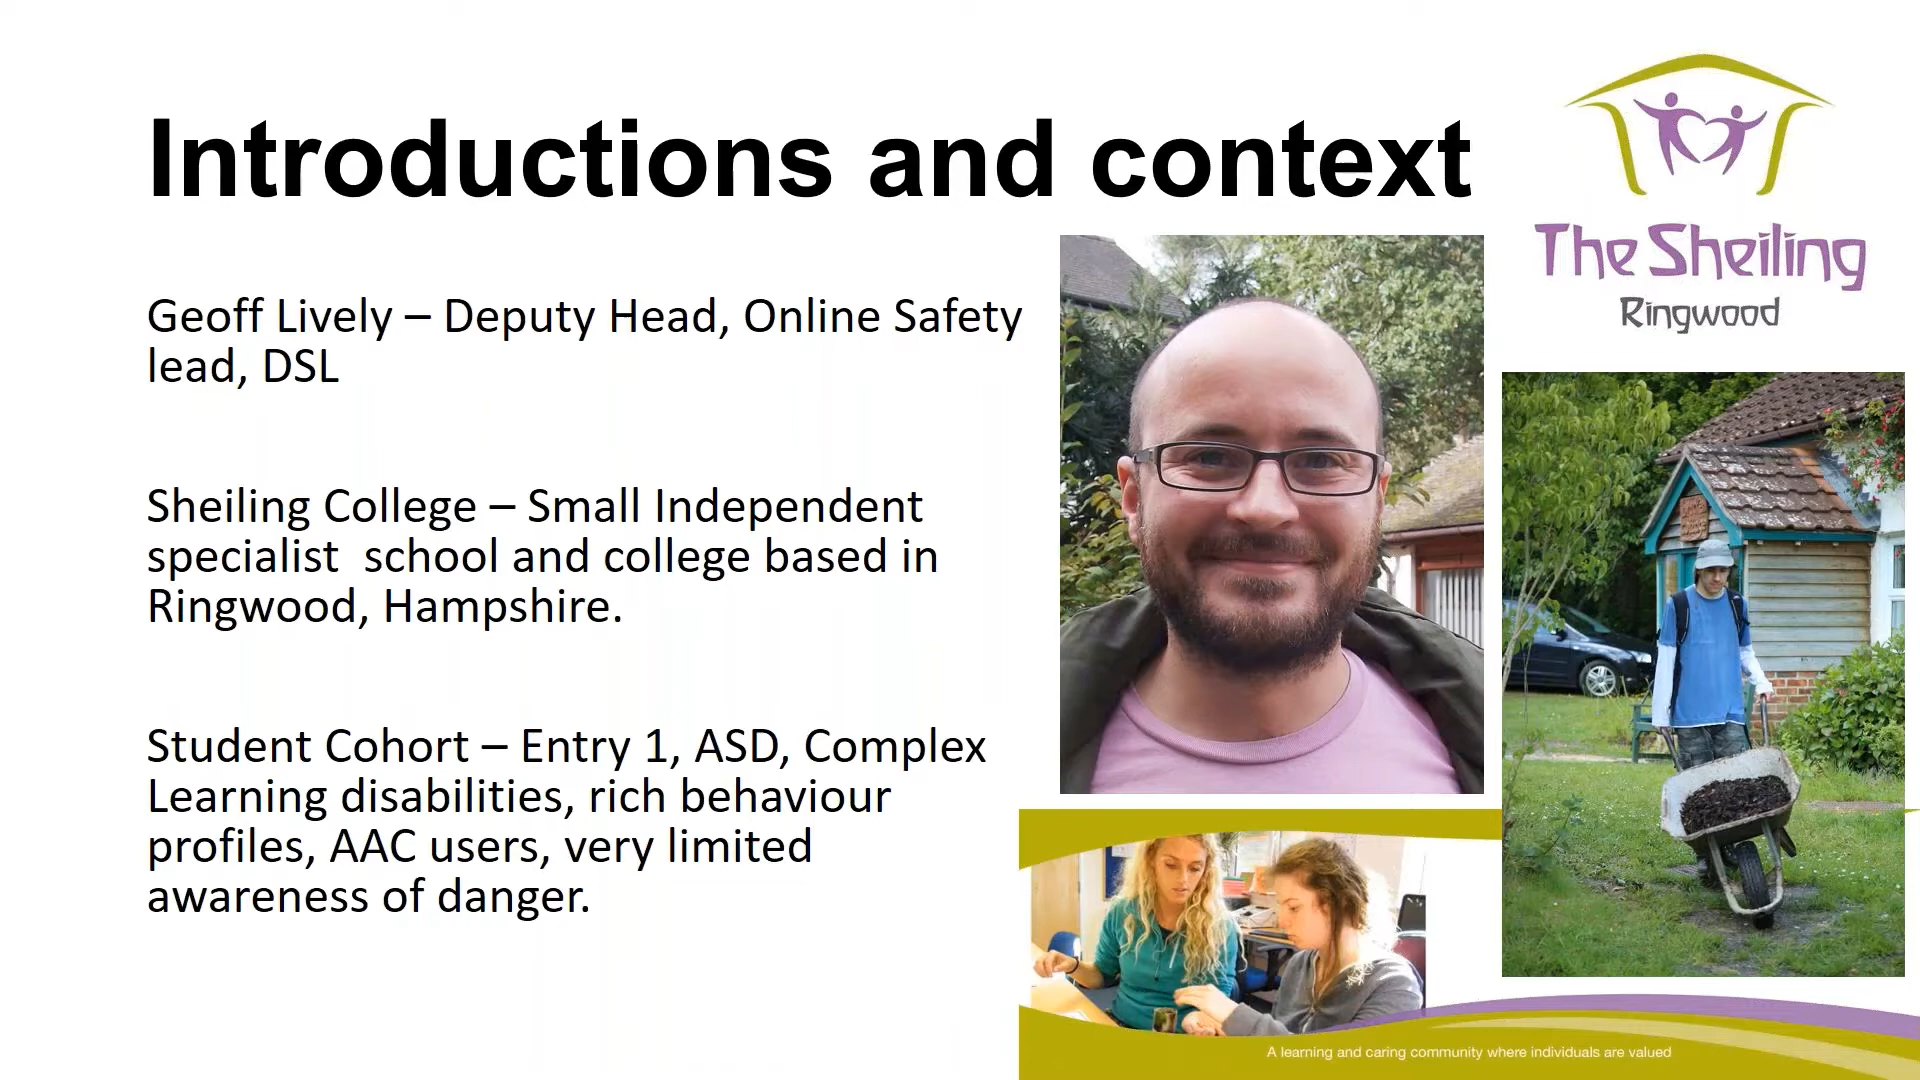 Introductions and context
The Sheiling
Ringwood
Geoff Lively – Deputy Head, Online Safety
lead, DSL
Sheiling College – Small Independent
specialist  school and college based in
Ringwood, Hampshire.
Student Cohort – Entry 1, ASD, Complex
Learning disabilities, rich behaviour
profiles, AAC users, very limited
awareness of danger.
A learning and caring community where individuals are valued